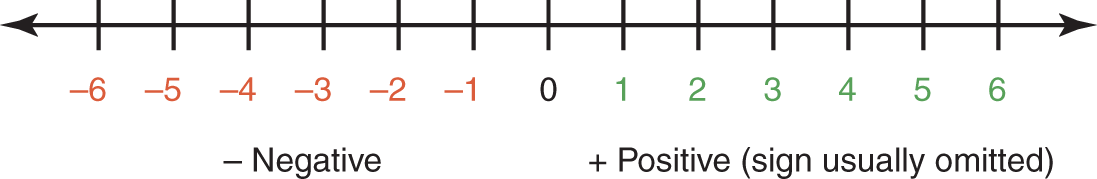 –6 –5 –4 –3 –2 –1 0 1 2 3 4 5 6
– Negative + Positive (sign usually omitted)